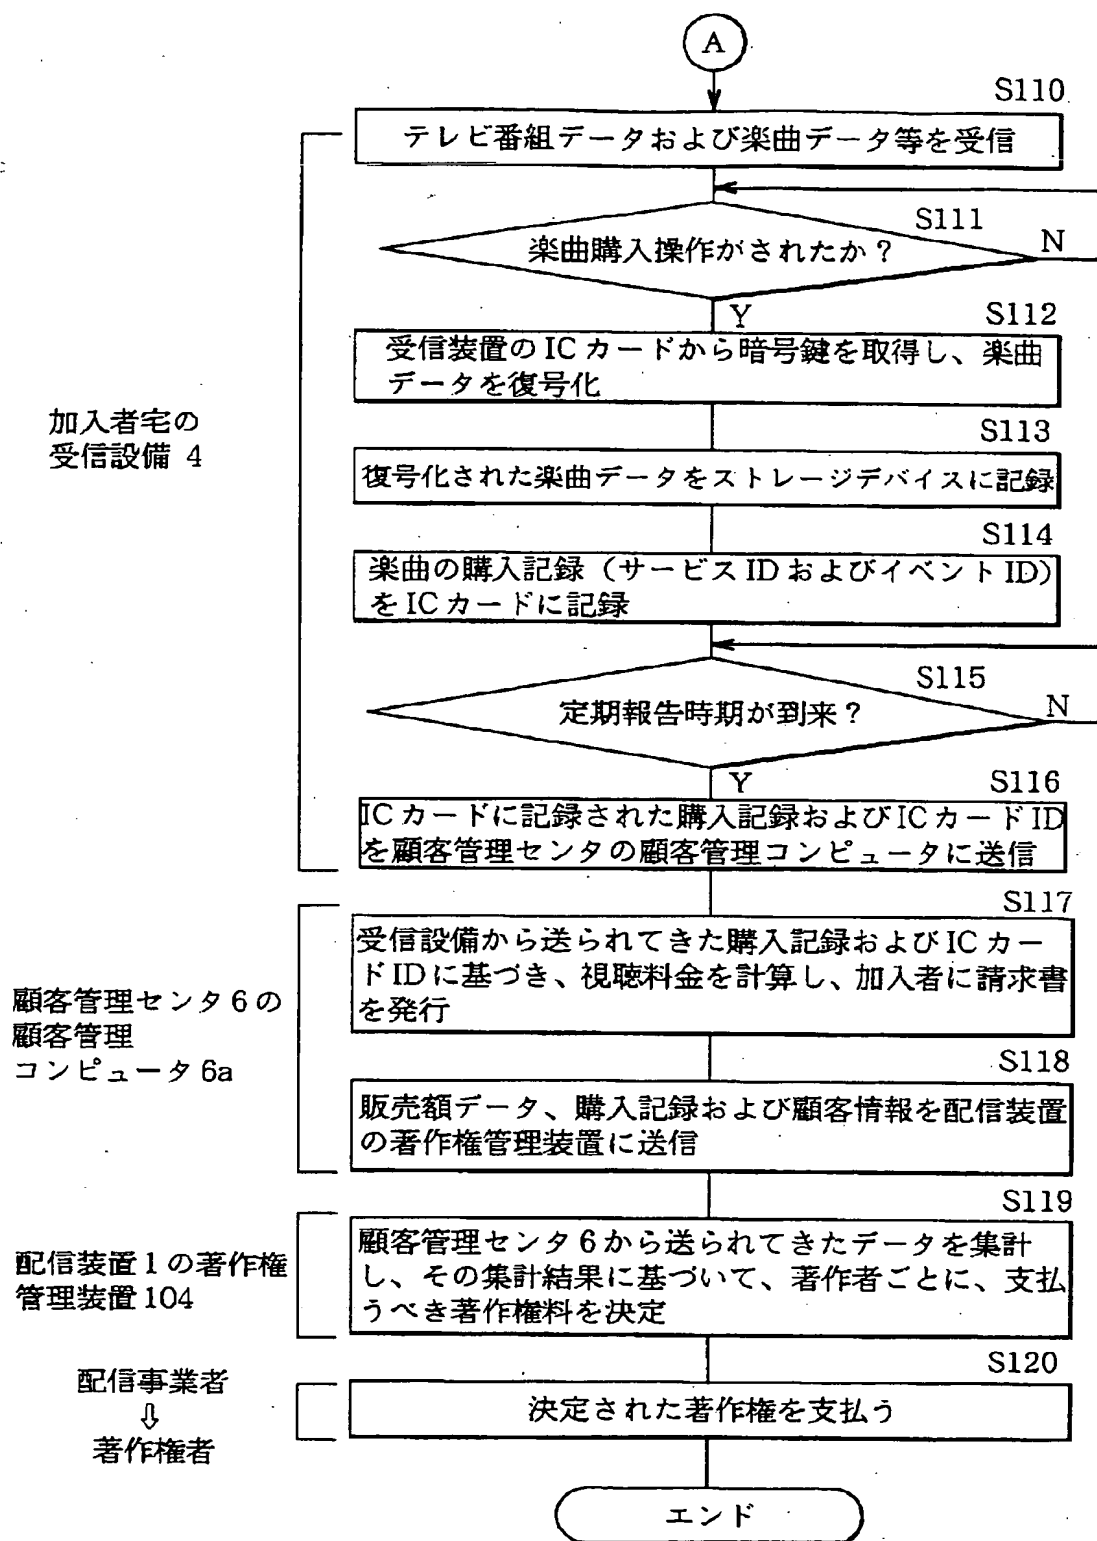 A
S110
テレビ番組データおよび楽曲データ等を受信
S111
楽曲購入操作がされたか？
N
Y
S112
受信装置のICカードから暗号鍵を取得し、楽曲
データを復号化
S113
復号化された楽曲データをストレージデバイスに記録
加入者宅の
受信設備 4
S114
楽曲の購入記録（サービスIDおよびイベントID）
をICカードに記録
S115
定期報告時期が到来？
N
Y
S116
ICカードに記録された購入記録およびICカードID
を顧客管理センタの顧客管理コンピュータに送信
S117
受信設備から送られてきた購入記録およびICカー
ドIDに基づき、視聴料金を計算し、加入者に請求書
を発行
顧客管理センタ6の
顧客管理
コンピュータ6a
S118
販売額データ、購入記録および顧客情報を配信装置
の著作権管理装置に送信
S119
顧客管理センタ6から送られてきたデータを集計
し、その集計結果に基づいて、著作者ごとに、支払
うべき著作権料を決定
配信装置1の著作権
管理装置104
S120
決定された著作権を支払う
配信事業者
⇩
著作権者
エンド